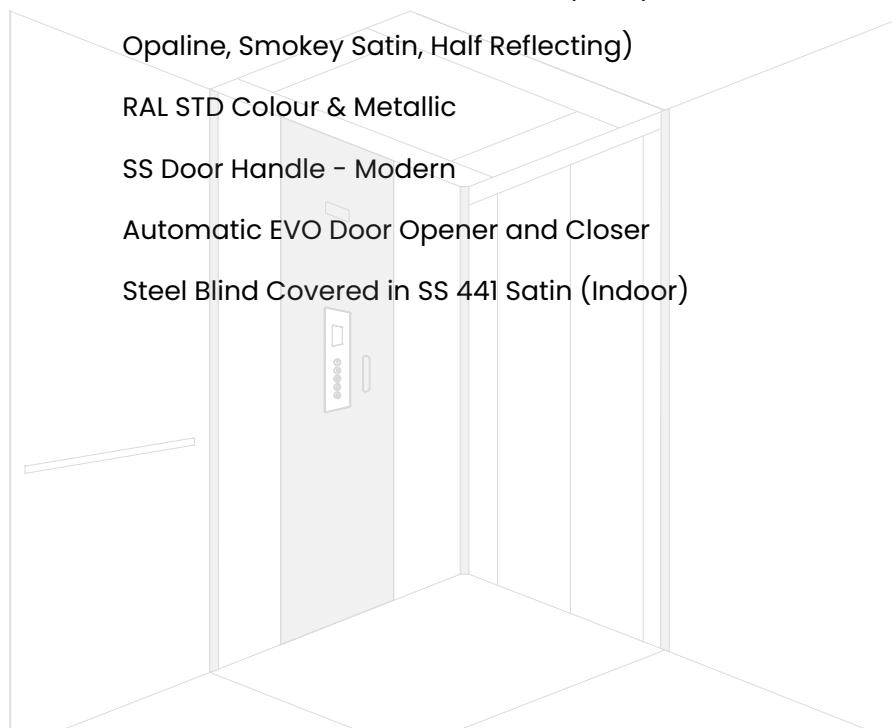 Opaline, Smokey Satin, Half Reflecting)
RAL STD Colour & Metallic
SS Door Handle - Modern
Automatic EVO Door Opener and Closer
Steel Blind Covered in SS 441 Satin (Indoor)